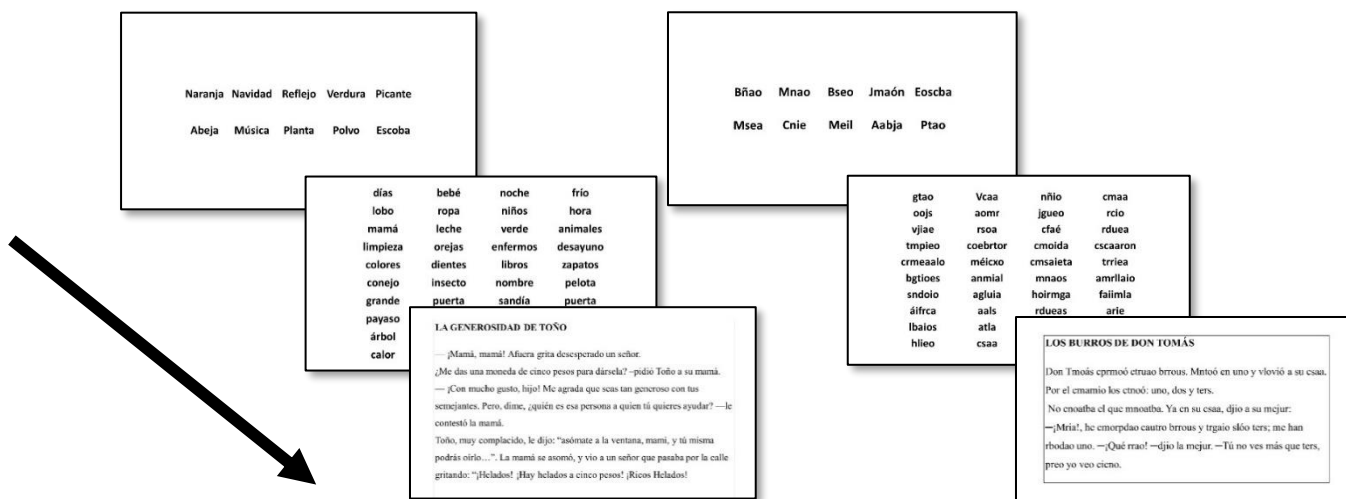 Naranja Navidad Reflejo Verdura Picante
Abeja Música Planta Polvo Escoba
días bebé noche frío
lobo ropa niños hora
mamá leche verde animales
limpieza orejas enfermos desayuno
colores dientes libros zapatos
conejo insecto nombre pelota
grande puerta sandía puerta
payaso
árbol
calor
LA GENEROSIDAD DE TOÑO
— ¡Mamá, mamá! Afuera grita desesperado un señor.
¿Me das una moneda de cinco pesos para dársela? –pidió Toño a su mamá.
— ¡Con mucho gusto, hijo! Me agrada que seas tan generoso con tus
semejantes. Pero, dime, ¿quién es esa persona a quien tú quieres ayudar? —le
contestó la mamá.
Toño, muy complacido, le dijo: “asómate a la ventana, mami, y tú misma
podrás oírlo…”. La mamá se asomó, y vio a un señor que pasaba por la calle
gritando: “¡Helados! ¡Hay helados a cinco pesos! ¡Ricos Helados!
Bñao Mnao Bseo Jmaón Eoscba
Msea Cnie Meil Aabja Ptao
gtao Vcaa nñio cmaa
oojs aomr jgueo rcio
vjiae rsoa cfaé rduea
tmpieo coebrtor cmoida cscaaron
crmeaalo méicxo cmsaieta trriea
bgtioes anmial mnaos amrllaio
sndoio agluia hoirmga faiimla
áifrca aals rdueas arie
lbaios atla
hlieo csaa
LOS BURROS DE DON TOMÁS
Don Tmoás cprmoó ctruao brrous. Mntoó en uno y vlovió a su csaa.
Por el cmamio los ctnoó: uno, dos y ters.
No cnoatba el que mnoatba. Ya en su csaa, djio a su mejur:
—¡Mria!, he cmorpdao cautro brrous y trgaio slóo ters; me han
rbodao uno. —¡Qué rrao! —djio la mejur. —Tú no ves más que ters,
preo yo veo cicno.